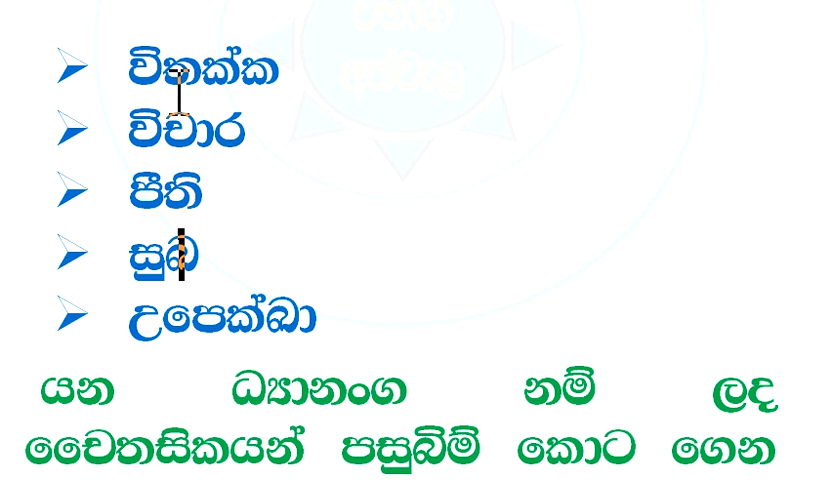 විතක්ක
විචාර
පීති
සුඛ
උපෙක්ඛා
යන ධ්‍යානංග නම් ලද
චෛතසිකයන් පසුබිම් කොට ගෙන